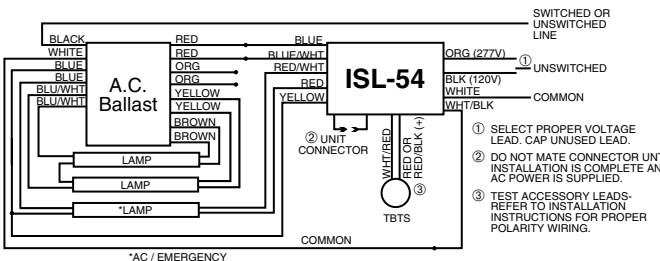 SWITCHED OR
UNSWITCHED
LINE
BLACK
WHITE
BLUE
BLUE
BLU/WHT
BLU/WHT
A.C.
Ballast
RED
RED
ORG
ORG
YELLOW
YELLOW
BROWN
BROWN
BLUE
BLUE/WHT
RED/WHT
RED
YELLOW
ISL-54
ORG (277V)
①
UNSWITCHED
BLK (120V)
WHITE
COMMON
WHT/BLK
② UNIT
CONNECTOR
WHT/RED
RED OR
RED/BLK (+)
③
TBTS
LAMP
LAMP
*LAMP
COMMON
*AC / EMERGENCY
① SELECT PROPER VOLTAGE
LEAD. CAP UNUSED LEAD.
② DO NOT MATE CONNECTOR UNT
INSTALLATION IS COMPLETE AN
AC POWER IS SUPPLIED.
③ TEST ACCESSORY LEADS-
REFER TO INSTALLATION
INSTRUCTIONS FOR PROPER
POLARITY WIRING.